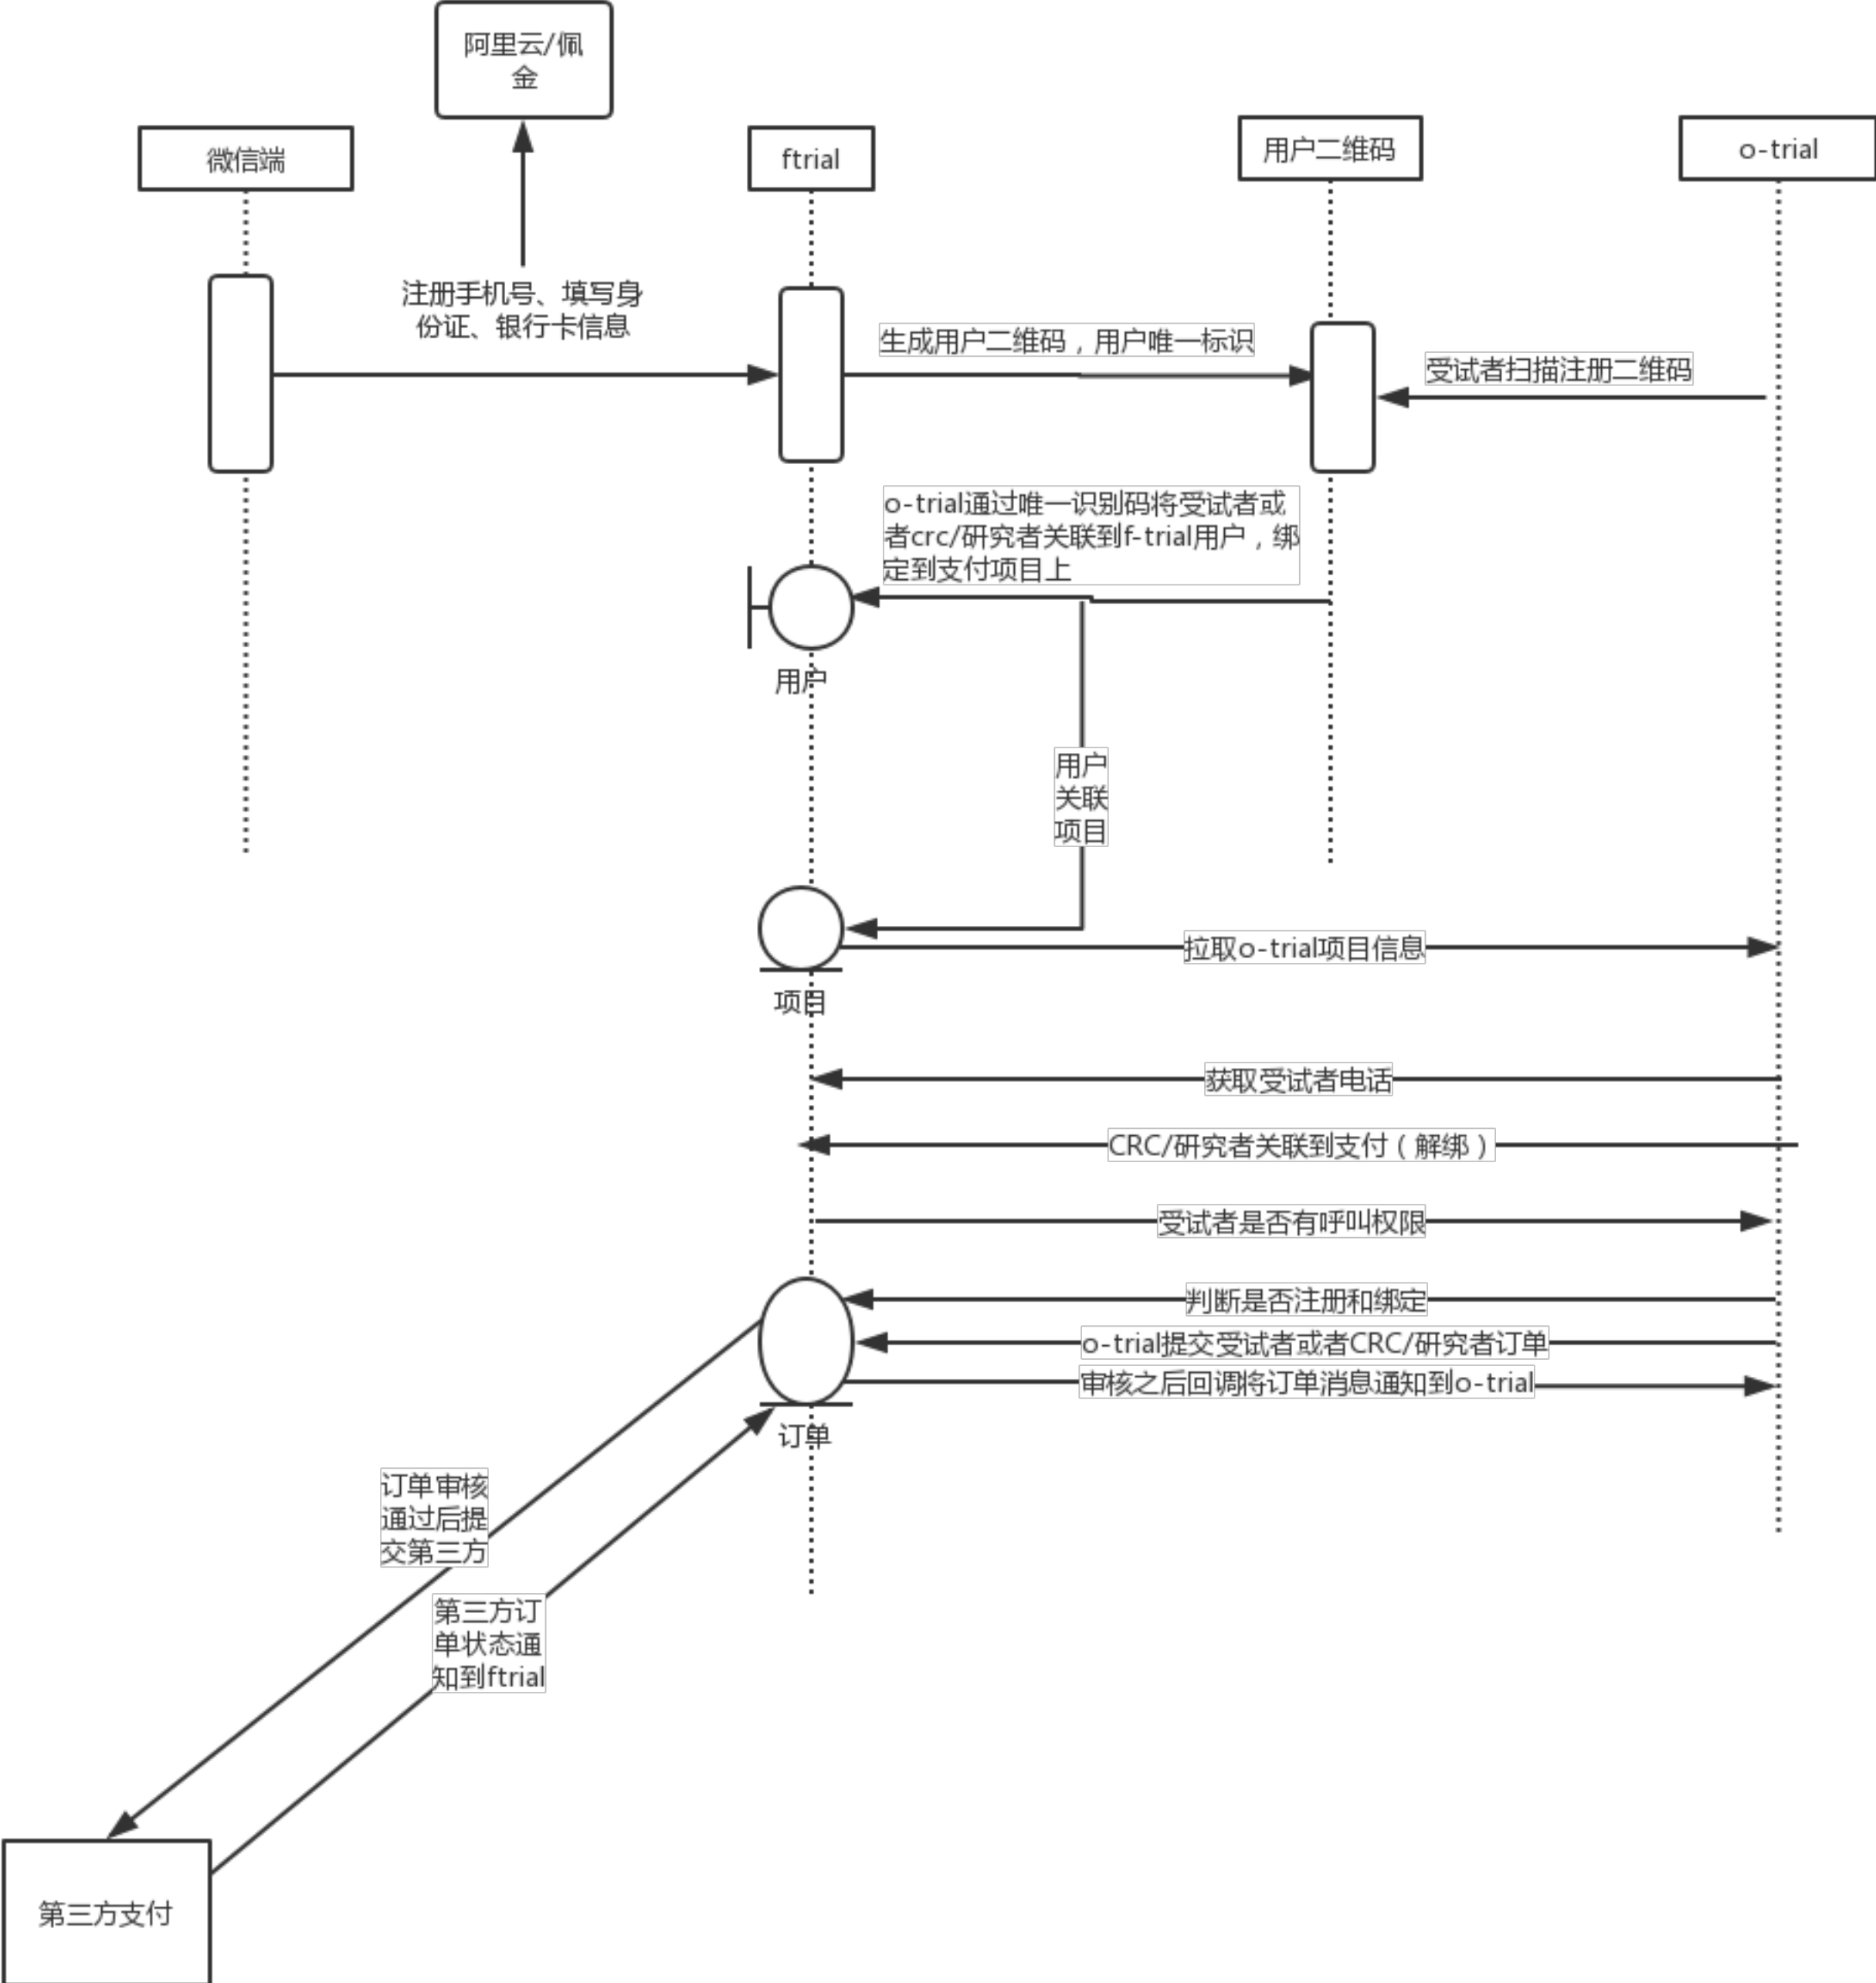 阿里云/佩
金
微信端
ftrial
用户二维码
o-trial
注册手机号、填写身
份证、银行卡信息
生成用户二维码，用户唯一标识
受试者扫描注册二维码
o-trial通过唯一识别码将受试者或
者crc/研究者关联到f-trial用户，绑
定到支付项目上
用户
用户
关联
项目
拉取o-trial项目信息
项目
获取受试者电话
CRC/研究者关联到支付（解绑）
受试者是否有呼叫权限
判断是否注册和绑定
o-trial提交受试者或者CRC/研究者订单
审核之后回调将订单消息通知到o-trial
订单
订单审核
通过后提
交第三方
第三方订
单状态通
知到ftrial
第三方支付